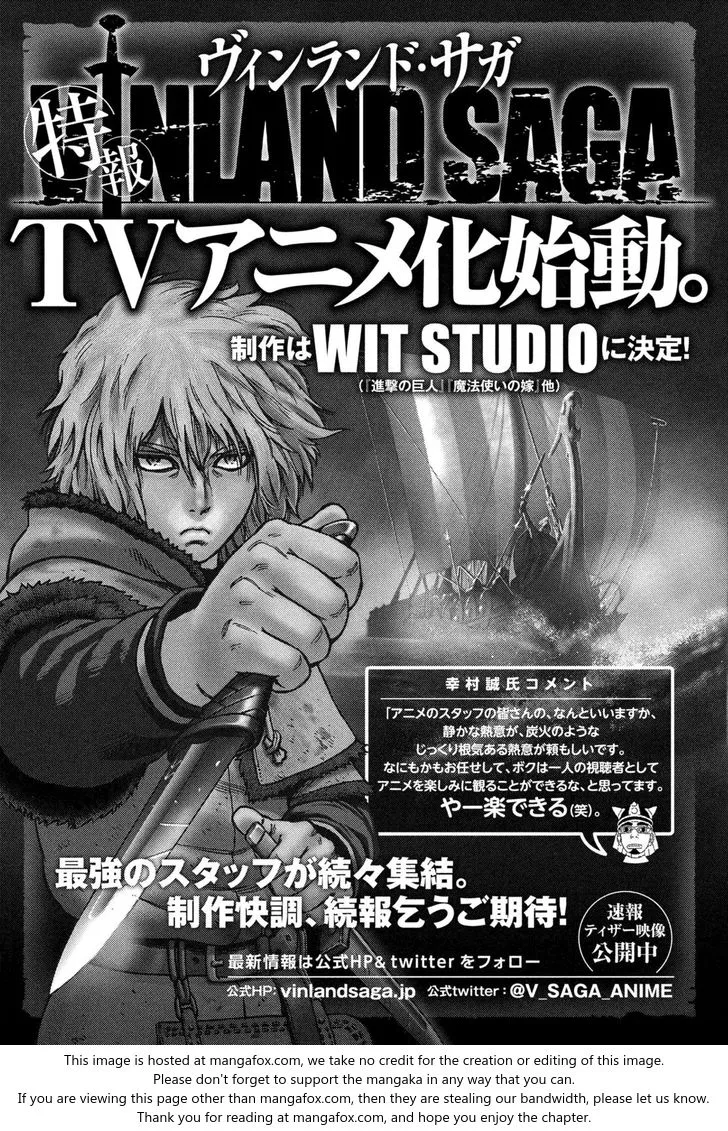 ヴィンランド・サガ
VINLAND SAGA
特報
TVアニメ化始動。
制作はWIT STUDIOに決定!
(『進撃の巨人』『魔法使いの嫁』他)
幸村誠氏コメント
「アニメのスタッフの皆さんの、なんといいますか、
静かな熱意が、炭火のような
じっくり根気ある熱意が頼もしいです。
なにもかもお任せして、ボクは一人の視聴者として
アニメを楽しみに観ることができるな、と思ってます。
やー楽できる(笑)。
最強のスタッフが続々集結。
制作快調、続報乞うご期待!
速報
ティザー映像
公開中
最新情報は公式HP&twitterをフォロー
公式HP:vinlandsaga.jp 公式twitter:@V_SAGA_ANIME
This image is hosted at mangafox.com, we take no credit for the creation or editing of this image.
Please don't forget to support the mangaka in any way that you can.
If you are viewing this page other than mangafox.com, then they are stealing our bandwidth, please let us know.
Thank you for reading at mangafox.com, and hope you enjoy the chapter.